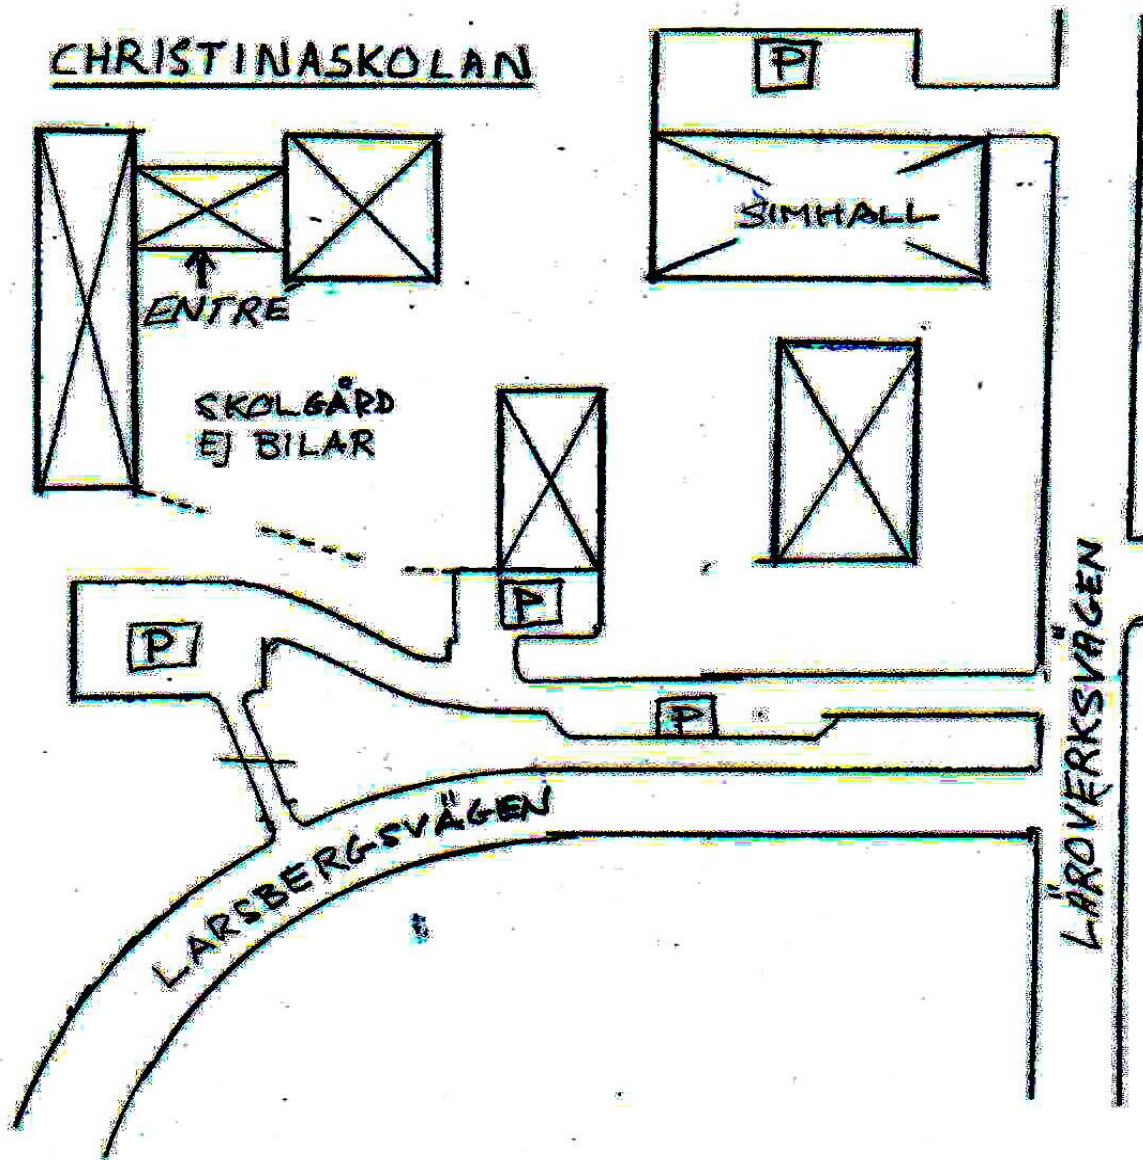 CHRISTINASKOLAN
P
SIMHALL
ENTRE
SKOLGÅRD
EJ BILAR
P
P
P
LARSBERGSVÄGEN
LÄROVERKSVÄGEN